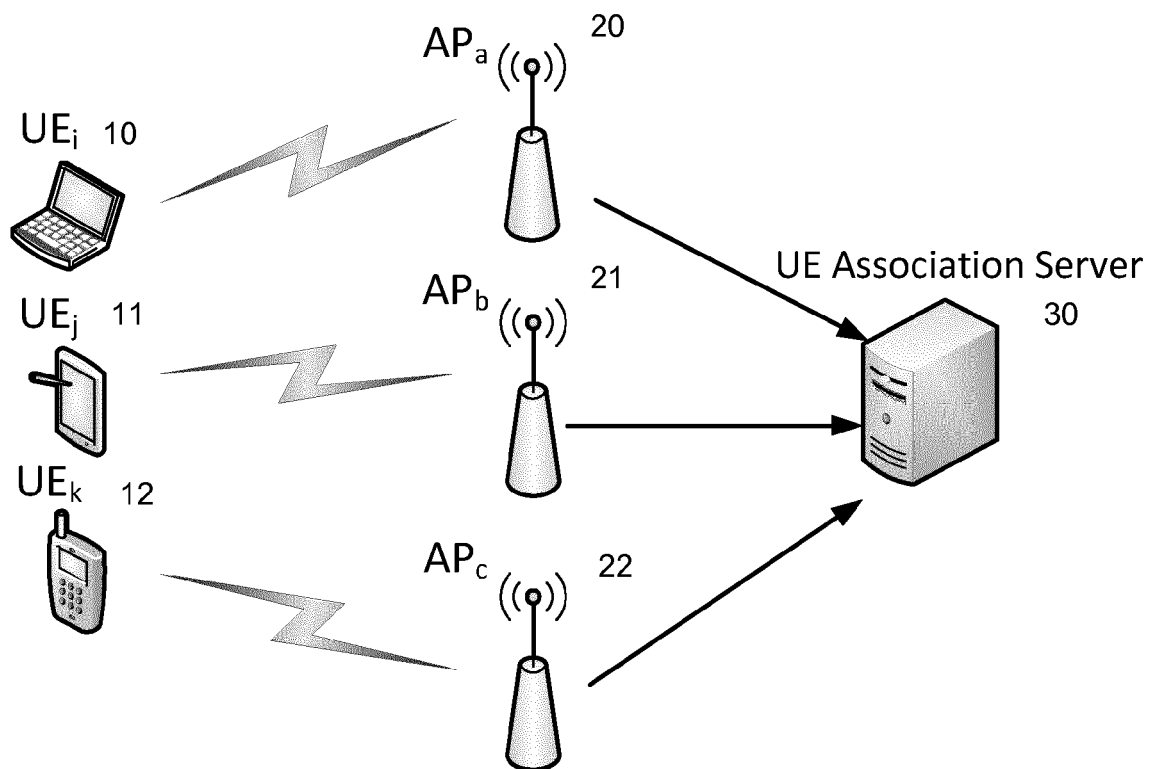 APa 20
UEi 10
UE Association Server
30
APb 21
UEj 11
UEk 12
APc 22